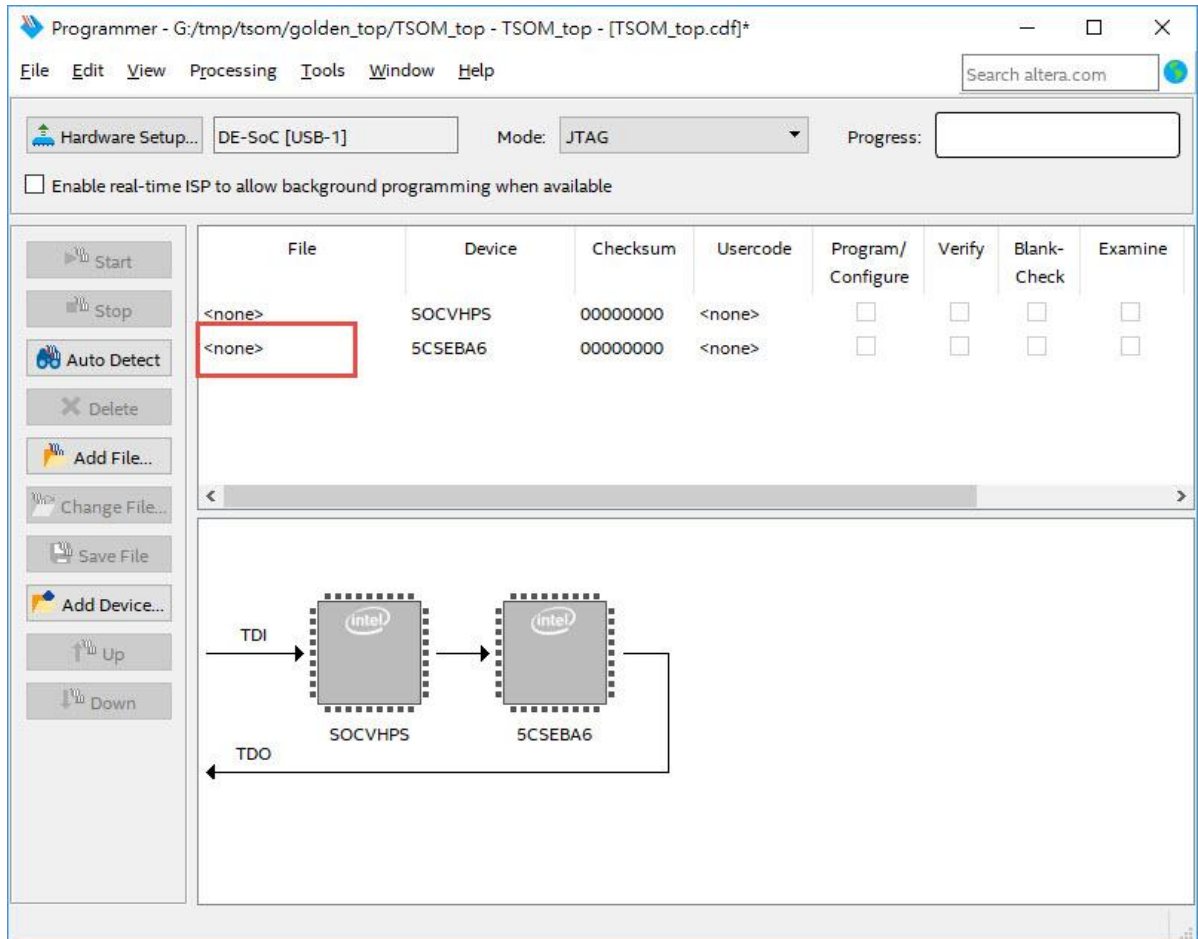 Programmer - G:/tmp/tsom/golden_top/TSOM_top - TSOM_top - [TSOM_top.cdf]*
File Edit View Processing Tools Window Help
Search altera.com
Hardware Setup... DE-SoC [USB-1] Mode: JTAG Progress:
Enable real-time ISP to allow background programming when available
Start
Stop
Auto Detect
Delete
Add File...
Change File...
Save File
Add Device...
Up
Down
File Device Checksum Usercode Program/ Verify Blank- Examine
Configure Check
<none> SOCVHPS 00000000 <none>
<none> 5CSEBA6 00000000 <none>
intel intel
TDI
SOCVHPS 5CSEBA6
TDO